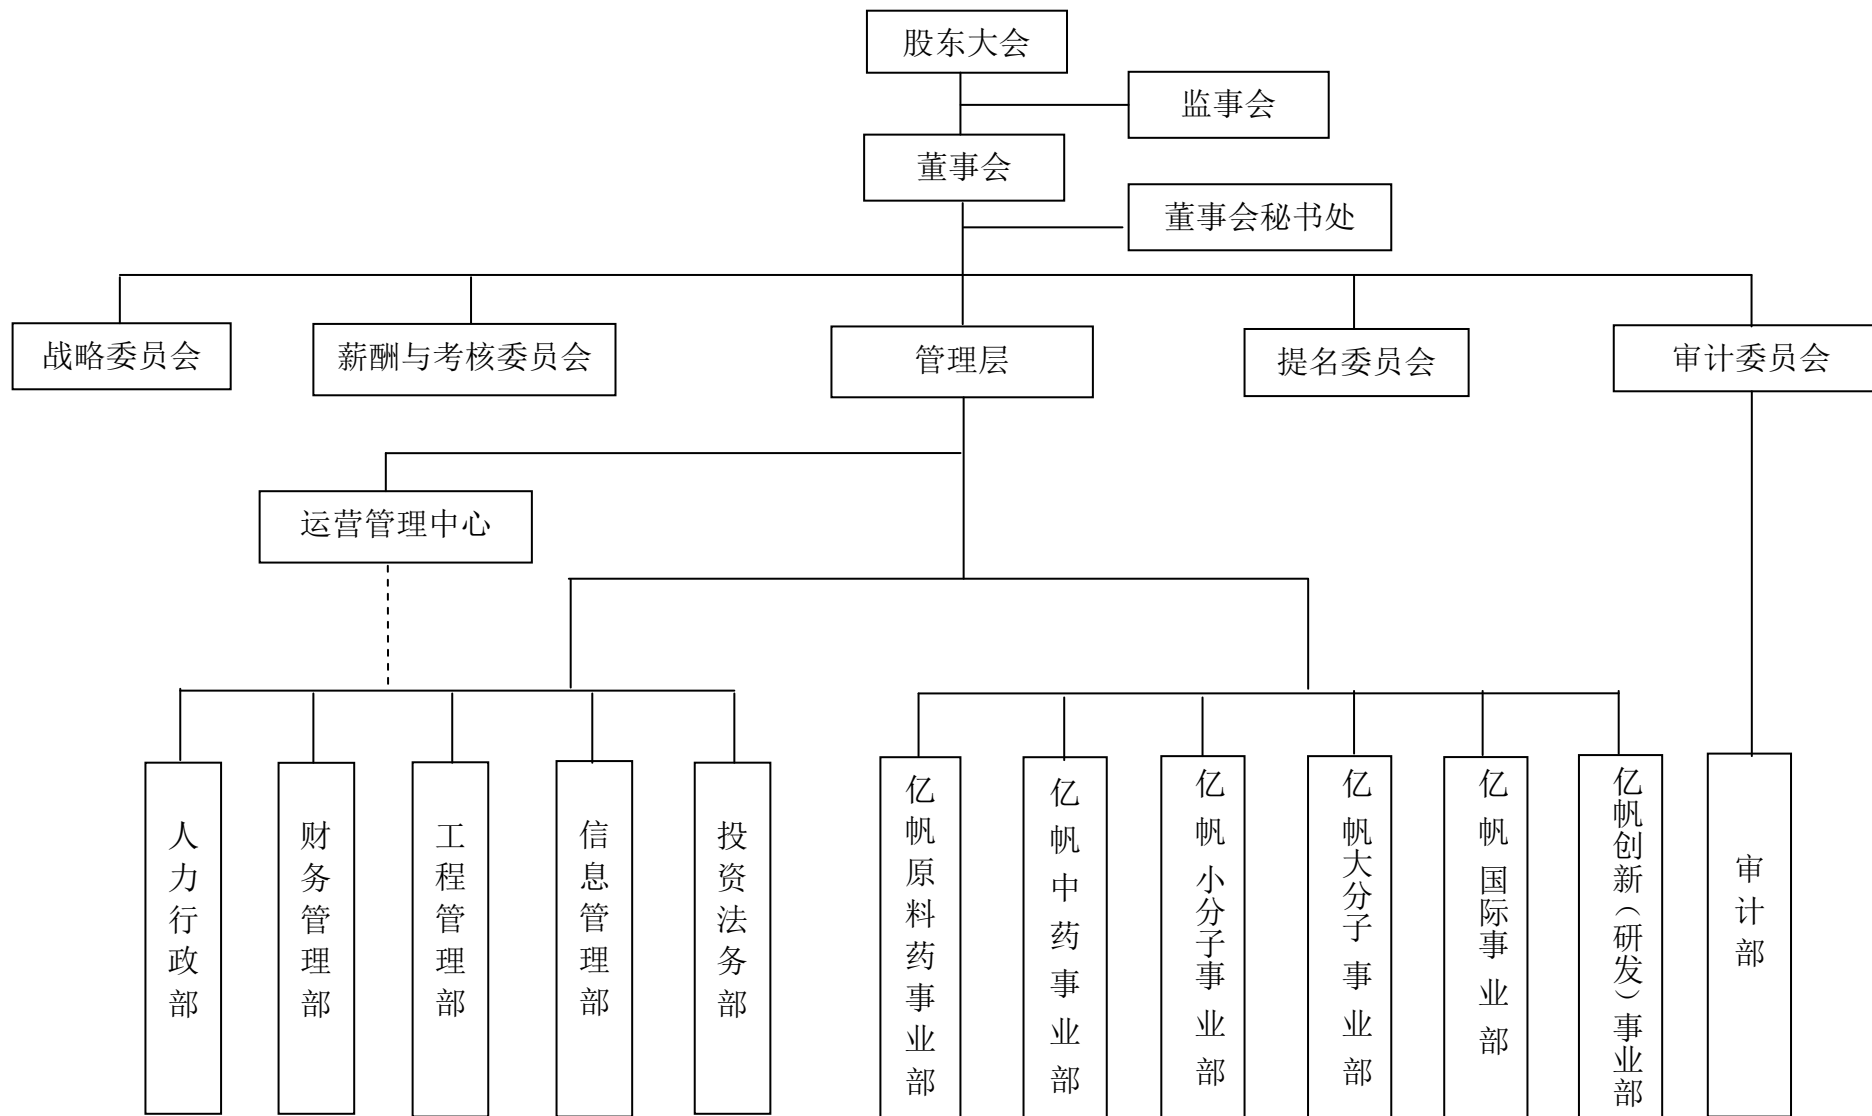 股东大会
监事会
董事会
董事会秘书处
战略委员会
薪酬与考核委员会
管理层
提名委员会
审计委员会
运营管理中心
人力行政部
财务管理部
工程管理部
信息管理部
投资法务部
亿帆原料药事业部
亿帆中药事业部
亿帆小分子事业部
亿帆大分子事业部
亿帆国际事业部
亿帆创新（研发）事业部
审计部